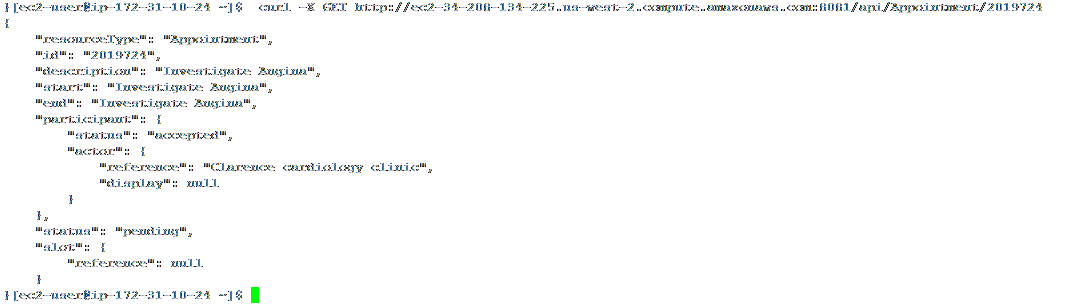 }[ec2-user@ip-172-31-10-24 ~]$  curl -X GET http://ec2-34-208-134-225.us-west-2.compute.amazonaws.com:8081/api/Appointment/2019724
{
    "resourceType": "Appointment",
    "id": "2019724",
    "description": "Investigate Angina",
    "start": "Investigate Angina",
    "end": "Investigate Angina",
    "participant": {
        "status": "accepted",
        "actor": {
            "reference": "Clarence cardiology clinic",
            "display": null
        }
    },
    "status": "pending",
    "slot": {
        "reference": null
    }
}[ec2-user@ip-172-31-10-24 ~]$